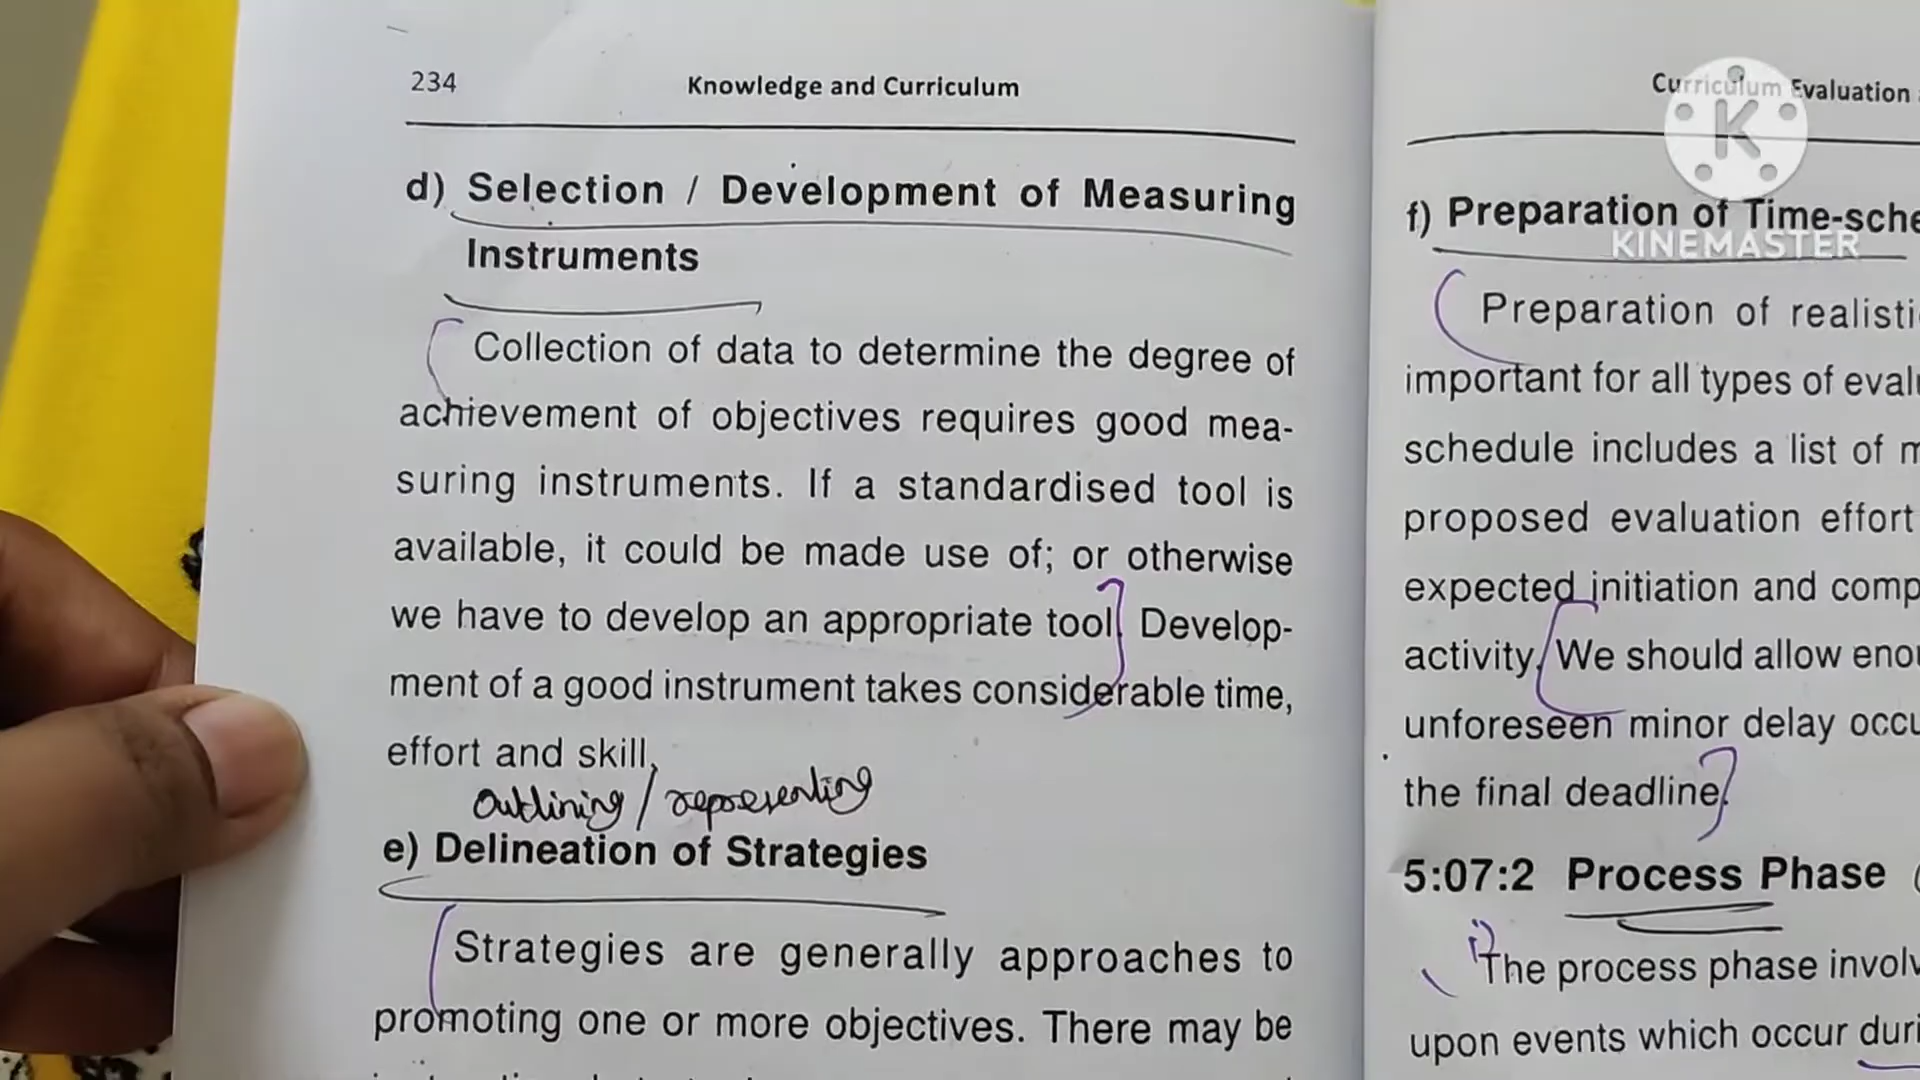 234 Knowledge and Curriculum
d) Selection / Development of Measuring
Instruments
Collection of data to determine the degree of
achievement of objectives requires good mea-
suring instruments. If a standardised tool is
available, it could be made use of; or otherwise
we have to develop an appropriate tool. Develop-
ment of a good instrument takes considerable time,
effort and skill.
outlining / representing
e) Delineation of Strategies
Strategies are generally approaches to
promoting one or more objectives. There may be
Curriculum Evaluation
K
KINEMASTER
f) Preparation of Time-sche
Preparation of realisti
important for all types of eval
schedule includes a list of m
proposed evaluation effort
expected initiation and comp
activity. We should allow eno
unforeseen minor delay occu
the final deadline.
5:07:2 Process Phase
i)
The process phase involv
upon events which occur duri